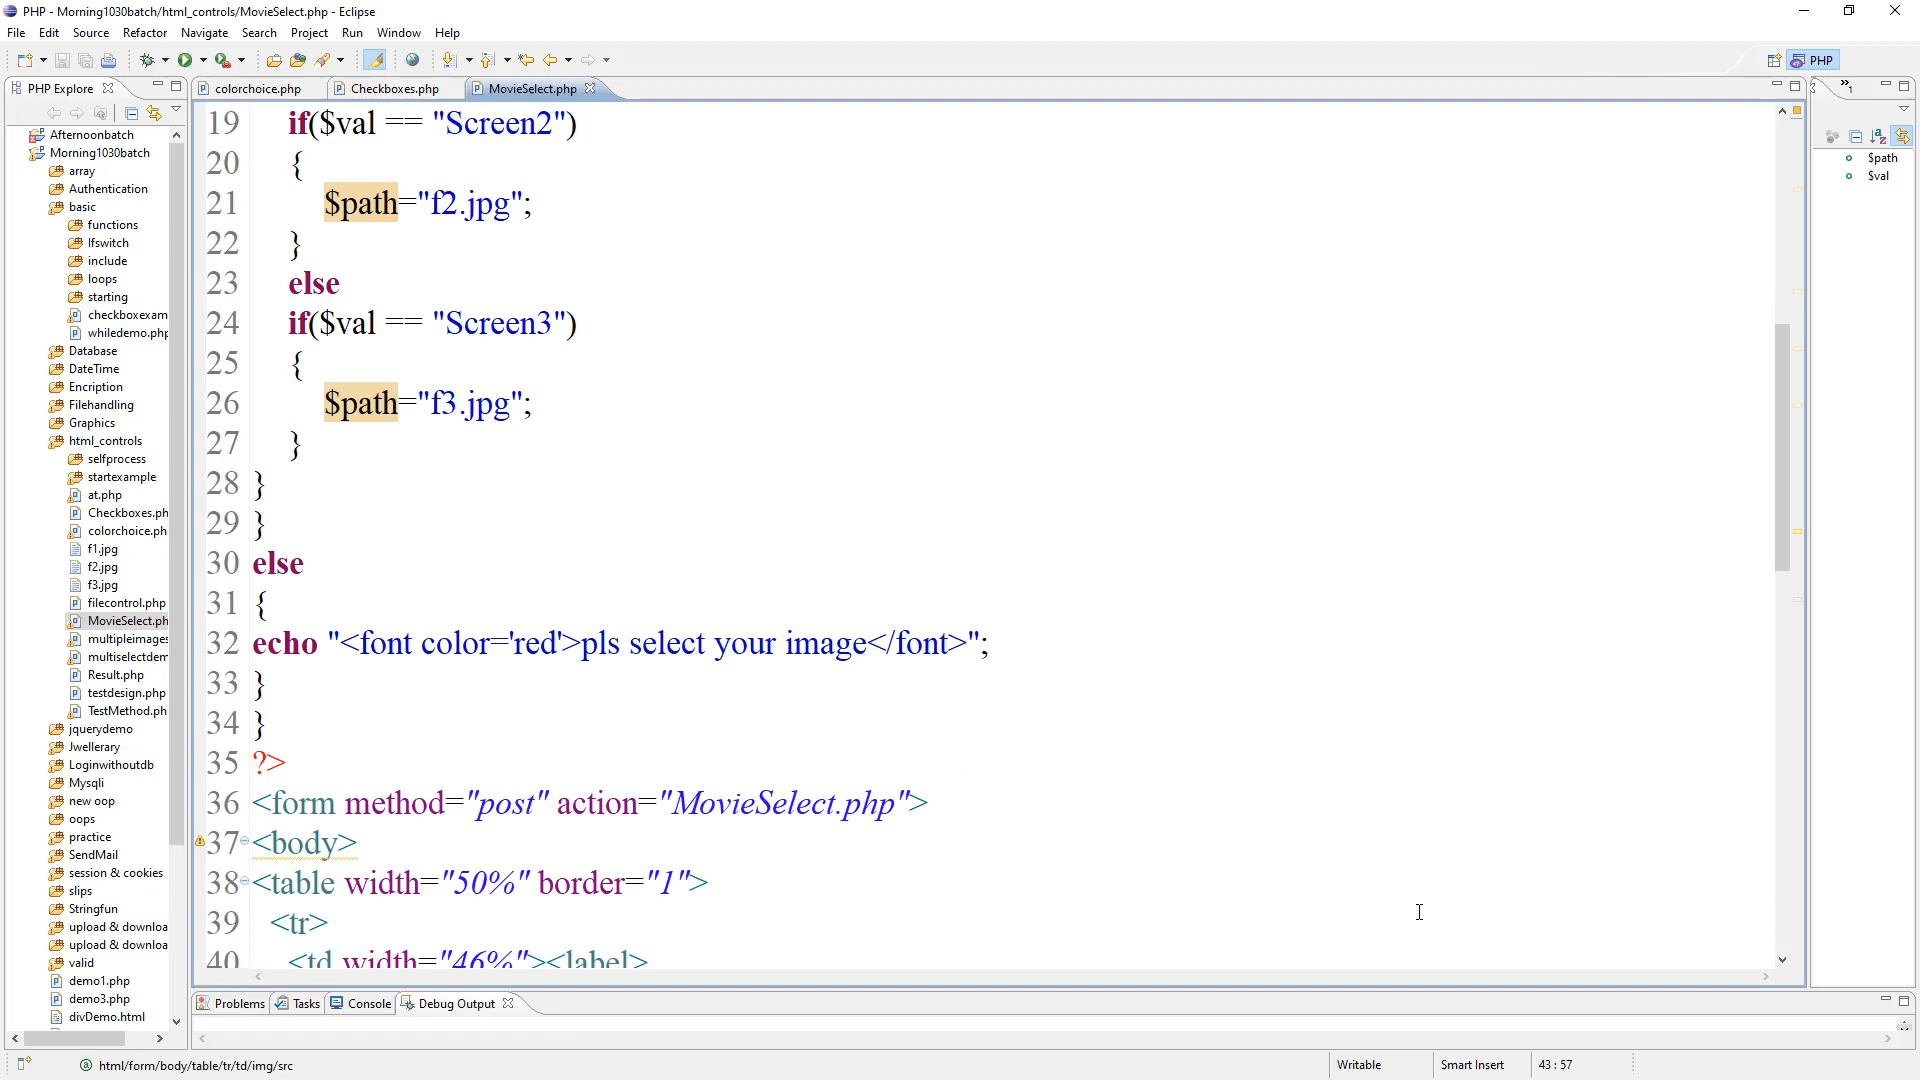 PHP - Morning1030batch/html_controls/MovieSelect.php - Eclipse
File Edit Source Refactor Navigate Search Project Run Window Help
PHP
PHP Explore
colorchoice.php Checkboxes.php MovieSelect.php
Afternoonbatch
Morning1030batch
array
Authentication
basic
functions
Ifswitch
include
loops
starting
checkboxexam
whiledemo.php
Database
DateTime
Encription
Filehandling
Graphics
html_controls
selfprocess
startexample
at.php
Checkboxes.ph
colorchoice.ph
f1.jpg
f2.jpg
f3.jpg
filecontrol.php
MovieSelect.ph
multipleimages
multiselectdem
Result.php
testdesign.php
TestMethod.ph
jquerydemo
Jwellerary
Loginwithoutdb
Mysqli
new oop
oops
practice
SendMail
session & cookies
slips
Stringfun
upload & downloa
upload & downloa
valid
demo1.php
demo3.php
divDemo.html
19 if($val == "Screen2")
20 {
21 $path="f2.jpg";
22 }
23 else
24 if($val == "Screen3")
25 {
26 $path="f3.jpg";
27 }
28 }
29 }
30 else
31 {
32 echo "<font color='red'>pls select your image</font>";
33 }
34 }
35 ?>
36 <form method="post" action="MovieSelect.php">
37 <body>
38 <table width="50%" border="1">
39 <tr>
40 <td width="46%"><label>
$path
$val
Problems Tasks Console Debug Output
html/form/body/table/tr/td/img/src
Writable Smart Insert 43 : 57